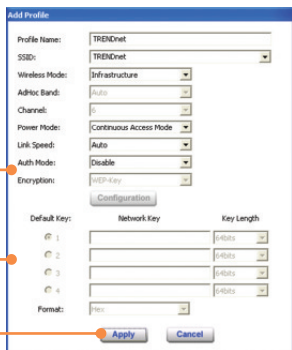 Add Profile
Profile Name: TRENDnet
SSID: TRENDnet
Wireless Mode: Infrastructure
AdHoc Band: Auto
Channel: 6
Power Mode: Continuous Access Mode
Link Speed: Auto
Auth Mode: Disable
Encryption: WEP-Key
Configuration
Default Key: Network Key Key Length
1 64bits
2 64bits
3 64bits
4 64bits
Format: Hex
Apply Cancel